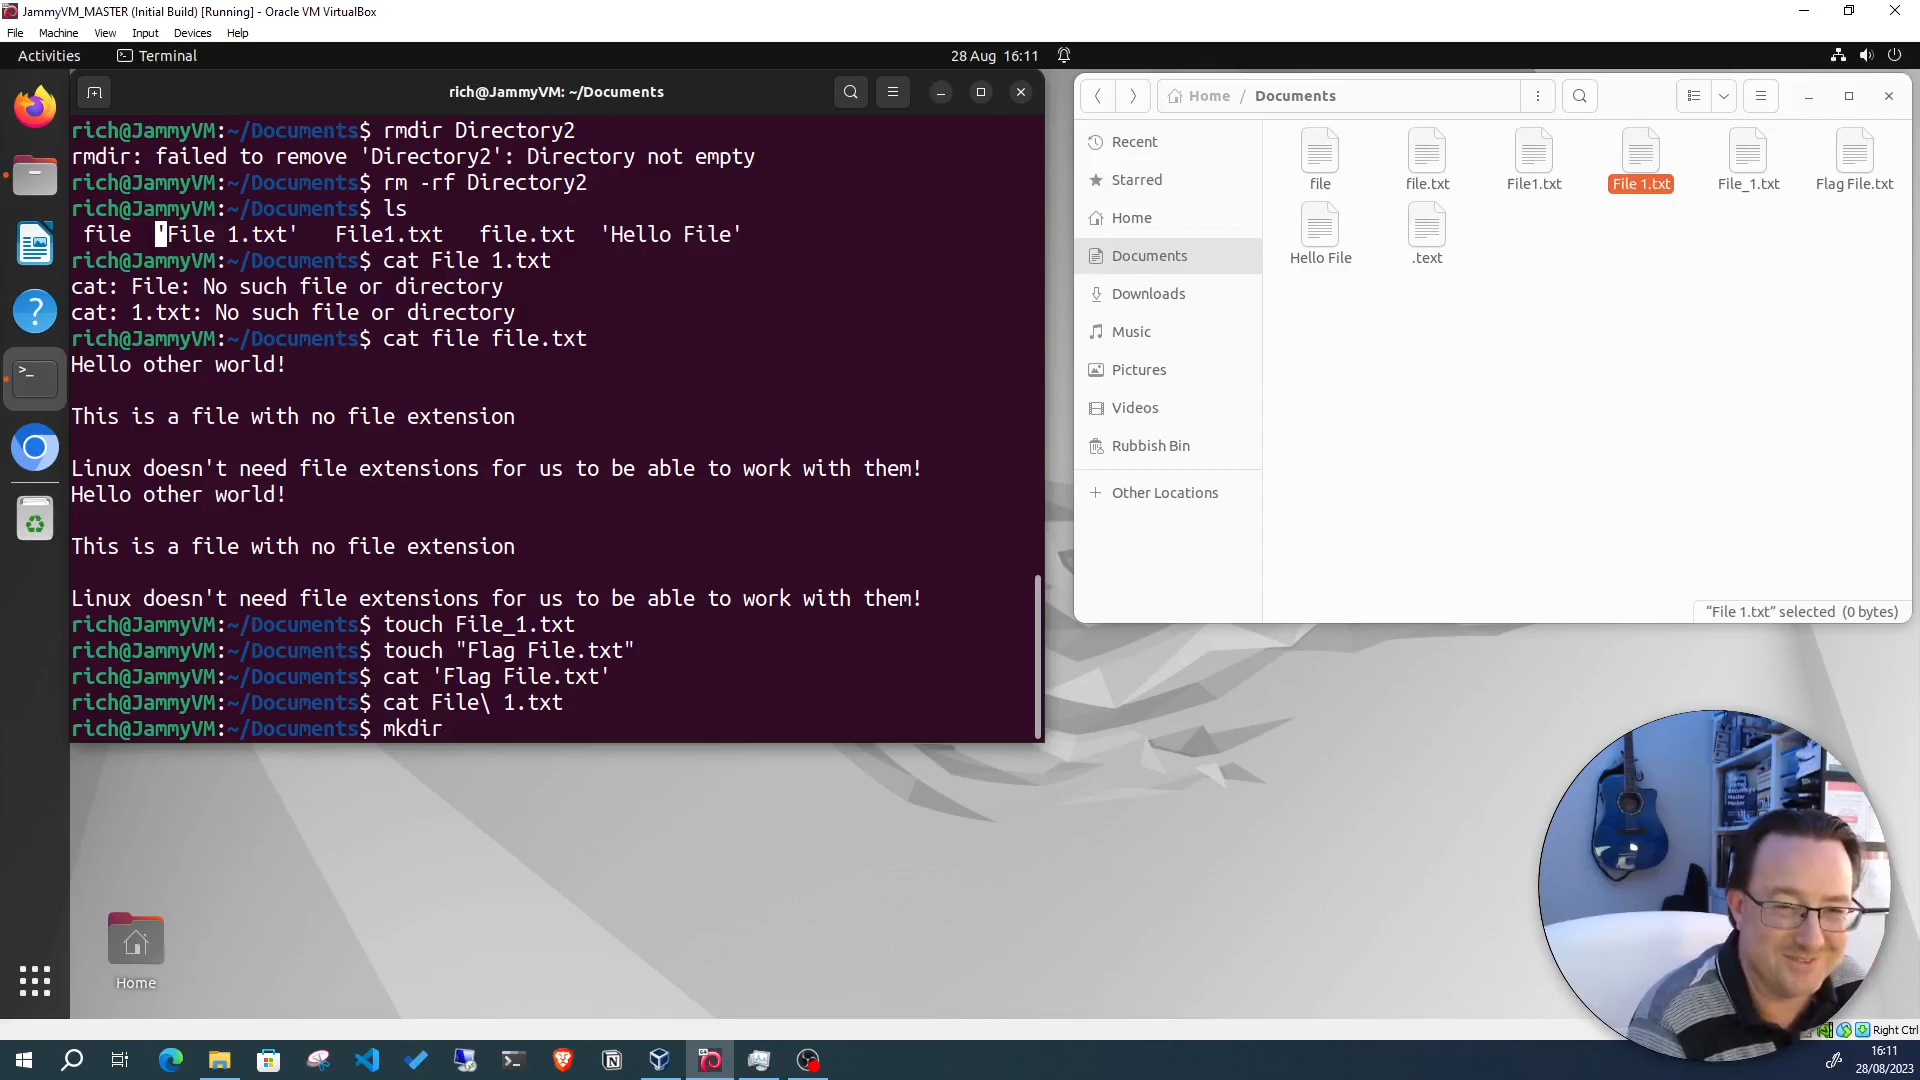 JammyVM_MASTER (Initial Build) [Running] - Oracle VM VirtualBox
File Machine View Input Devices Help
Activities Terminal 28 Aug 16:11
rich@JammyVM: ~/Documents
rich@JammyVM:~/Documents$ rmdir Directory2
rmdir: failed to remove 'Directory2': Directory not empty
rich@JammyVM:~/Documents$ rm -rf Directory2
rich@JammyVM:~/Documents$ ls
file 'File 1.txt' File1.txt file.txt 'Hello File'
rich@JammyVM:~/Documents$ cat File 1.txt
cat: File: No such file or directory
cat: 1.txt: No such file or directory
rich@JammyVM:~/Documents$ cat file file.txt
Hello other world!
This is a file with no file extension
Linux doesn't need file extensions for us to be able to work with them!
Hello other world!
This is a file with no file extension
Linux doesn't need file extensions for us to be able to work with them!
rich@JammyVM:~/Documents$ touch File_1.txt
rich@JammyVM:~/Documents$ touch "Flag File.txt"
rich@JammyVM:~/Documents$ cat 'Flag File.txt'
rich@JammyVM:~/Documents$ cat File\ 1.txt
rich@JammyVM:~/Documents$ mkdir
Home / Documents
Recent
Starred
Home
Documents
Downloads
Music
Pictures
Videos
Rubbish Bin
Other Locations
file file.txt File1.txt File 1.txt File_1.txt Flag File.txt
Hello File .text
“File 1.txt” selected (0 bytes)
Home
Right Ctrl
16:11
28/08/2023